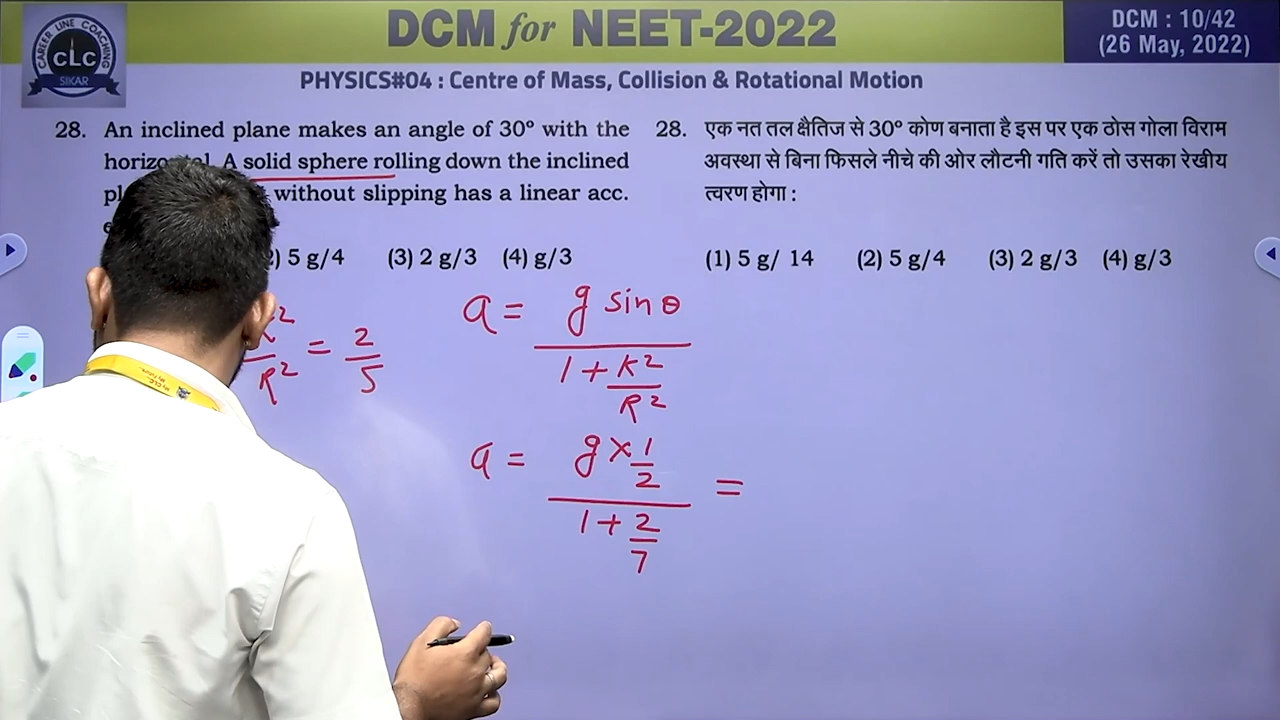 DCM for NEET-2022
DCM : 10/42
(26 May, 2022)
CAREER LINE COACHING
CLC
SIKAR
PHYSICS#04 : Centre of Mass, Collision & Rotational Motion
28. An inclined plane makes an angle of 30° with the
A solid sphere rolling down the inclined
without slipping has a linear acc.
5 g/4 (3) 2 g/3 (4) g/3
28. एक नत तल क्षैतिज से 30° कोण बनाता है इस पर एक ठोस गोला विराम
अवस्था से बिना फिसले नीचे की ओर लौटनी गति करें तो उसका रेखीय
त्वरण होगा :
(1) 5 g/ 14 (2) 5 g/4 (3) 2 g/3 (4) g/3
K²/R² = 2/5
a = g sin θ / 1 + K²/R²
a = g × 1/2 / 1 + 2/7 =